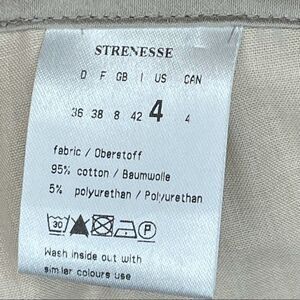 STRENESSE
D F GB I US CAN
36 38 8 42 4 4
fabric / Oberstoff
95% cotton / Baumwolle
5% polyurethan / Polyurethan
30 P
Wash inside out with
similar colours use